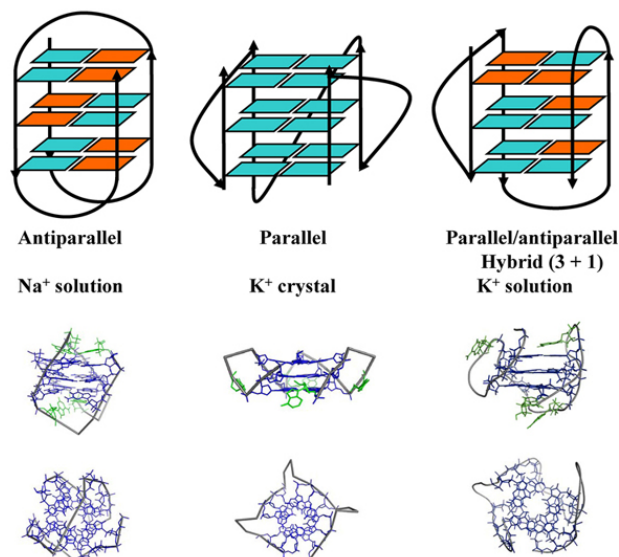 Antiparallel
Parallel
Parallel/antiparallel
Hybrid (3 + 1)
Na⁺ solution
K⁺ crystal
K⁺ solution